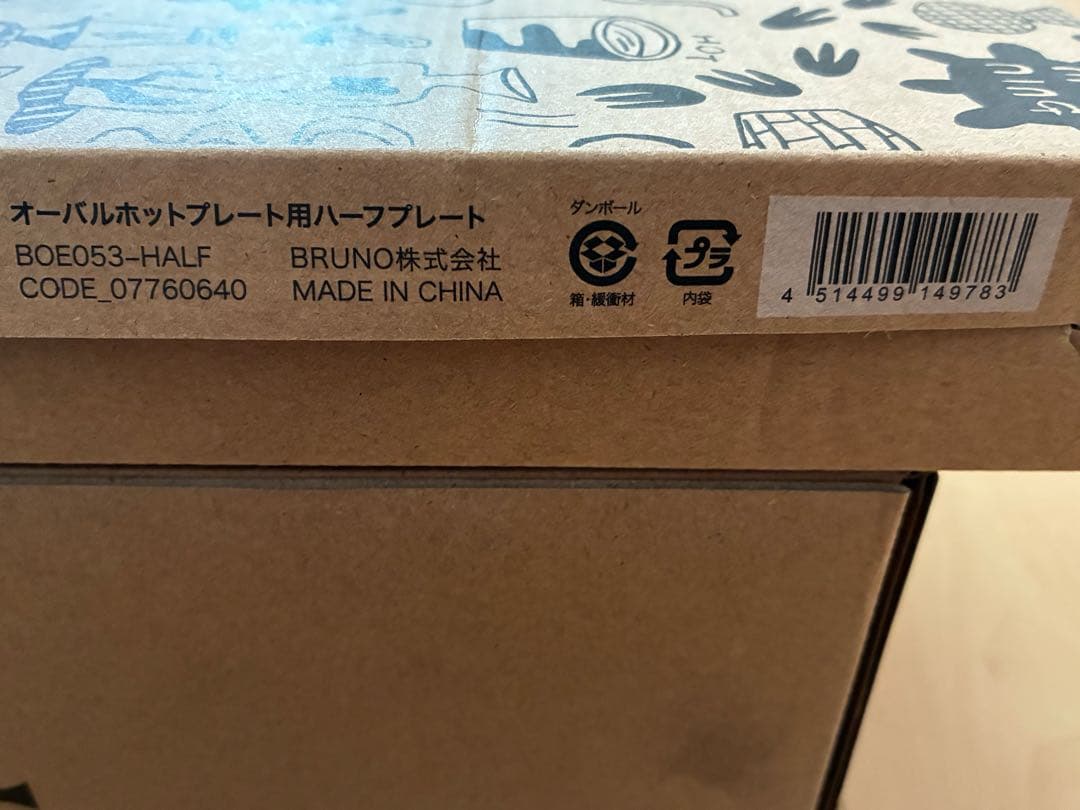 HOT
オーバルホットプレート用ハーフプレート
BOE053-HALF
BRUNO株式会社
CODE_07760640
MADE IN CHINA
ダンボール
箱・緩衝材
プラ
内袋
4 514499 149783